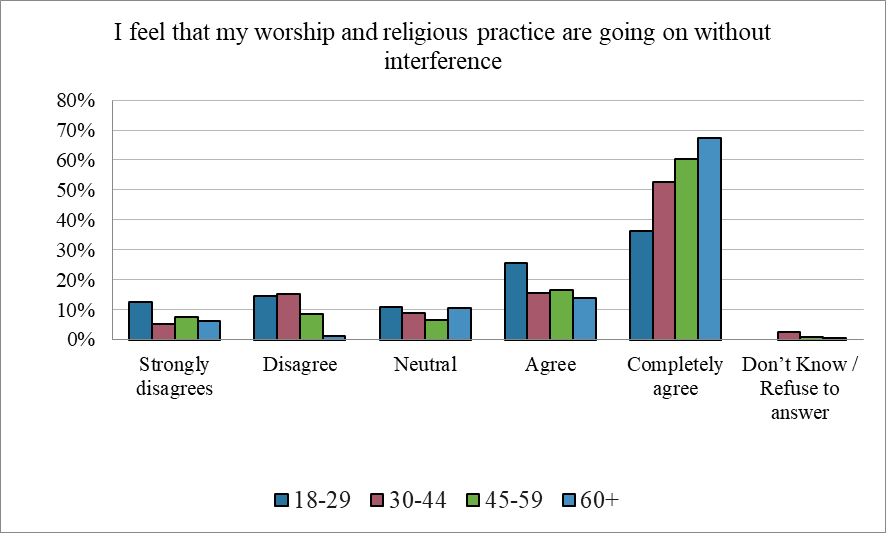 I feel that my worship and religious practice are going on without
interference
80%
70%
60%
50%
40%
30%
20%
10%
0%
Strongly
disagrees
Disagree
Neutral
Agree
Completely
agree
Don’t Know /
Refuse to
answer
18-29
30-44
45-59
60+